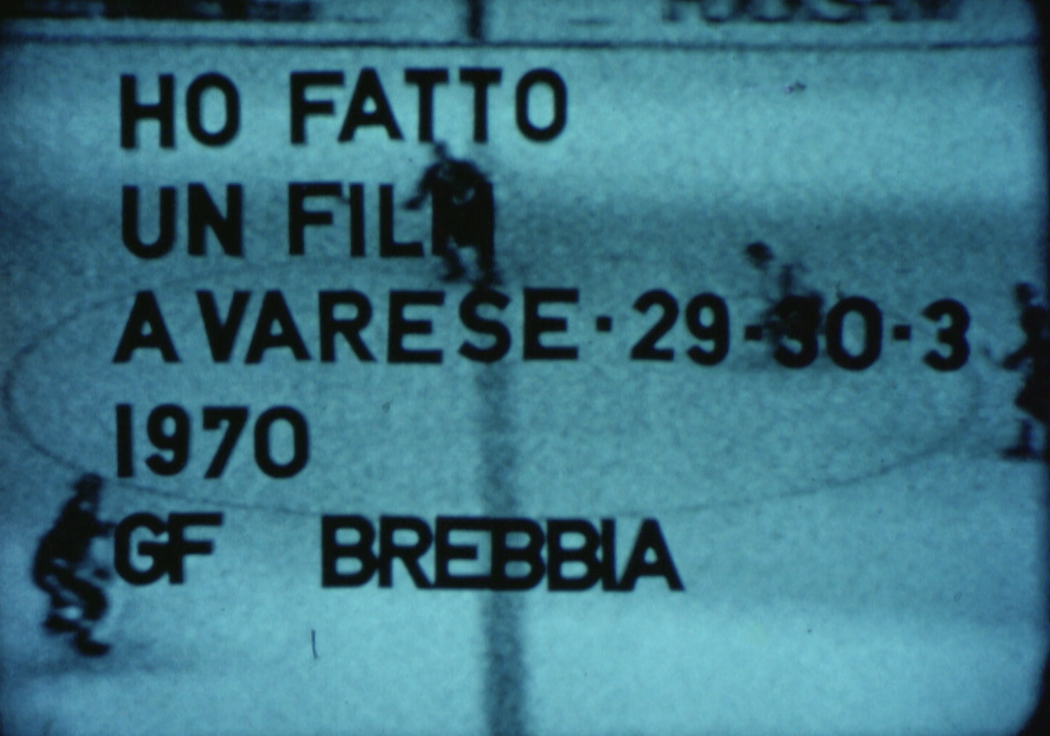 HO FATTO
UN FILM
A VARESE·29-30-3
1970
GF BREBBIA